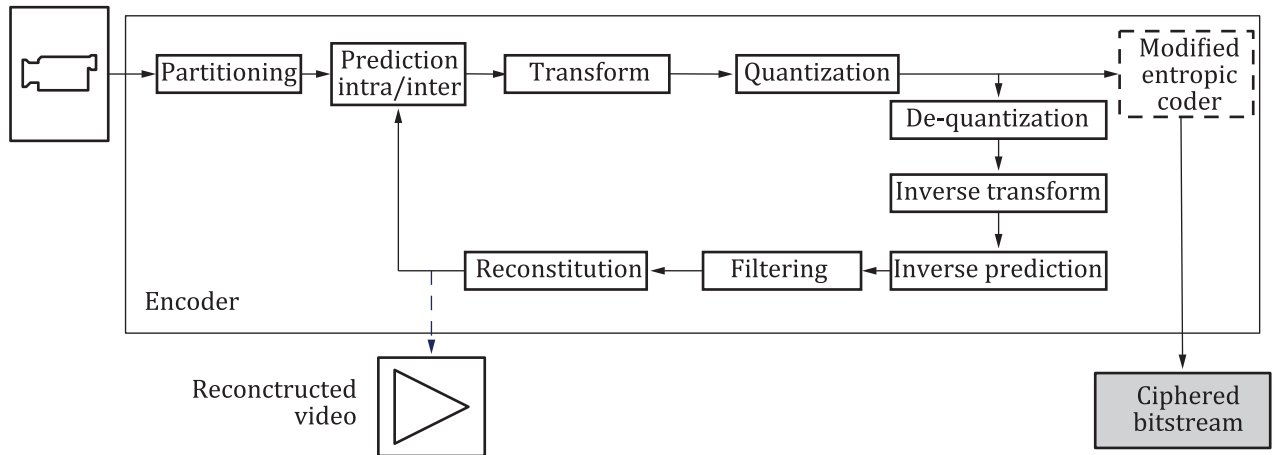 Partitioning
Prediction
intra/inter
Transform
Quantization
Modified
entropic
coder
De-quantization
Inverse transform
Inverse prediction
Filtering
Reconstitution
Encoder
Reconctructed
video
Ciphered
bitstream